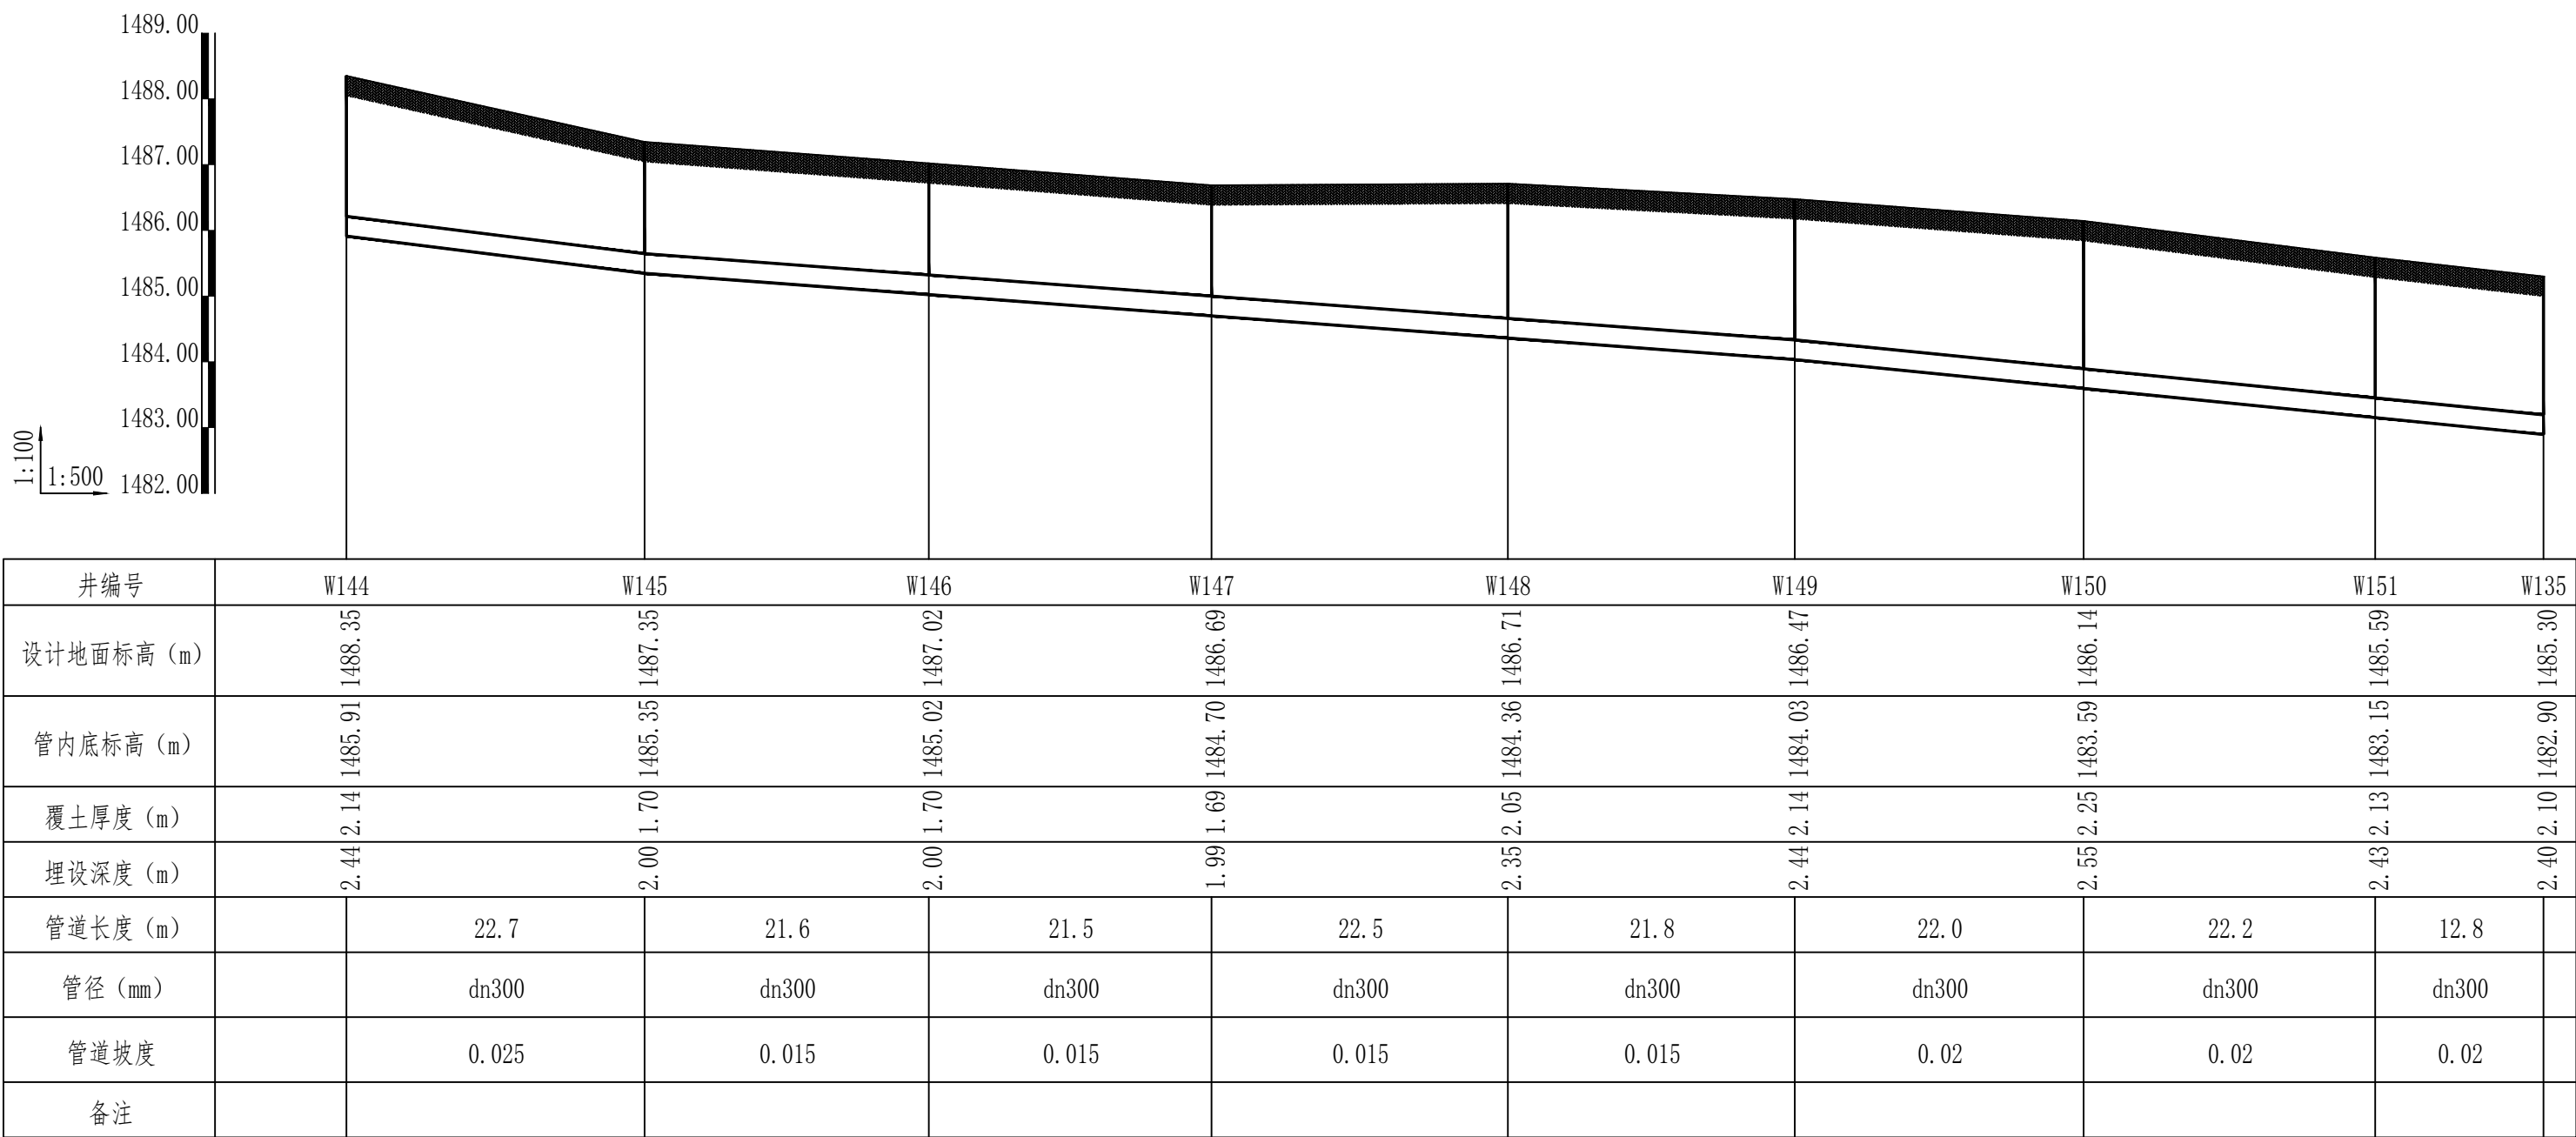 1489.00
1488.00
1487.00
1486.00
1485.00
1484.00
1483.00
1482.00
1:100
1:500
井编号 W144 W145 W146 W147 W148 W149 W150 W151 W135
设计地面标高（m） 1488.35 1487.35 1487.02 1486.69 1486.71 1486.47 1486.14 1485.59 1485.30
管内底标高（m） 1485.91 1485.35 1485.02 1484.70 1484.36 1484.03 1483.59 1483.15 1482.90
覆土厚度（m） 2.14 1.70 1.70 1.69 2.05 2.14 2.25 2.13 2.10
埋设深度（m） 2.44 2.00 2.00 1.99 2.35 2.44 2.55 2.43 2.40
管道长度（m） 22.7 21.6 21.5 22.5 21.8 22.0 22.2 12.8
管径（mm） dn300 dn300 dn300 dn300 dn300 dn300 dn300 dn300
管道坡度 0.025 0.015 0.015 0.015 0.015 0.02 0.02 0.02
备注